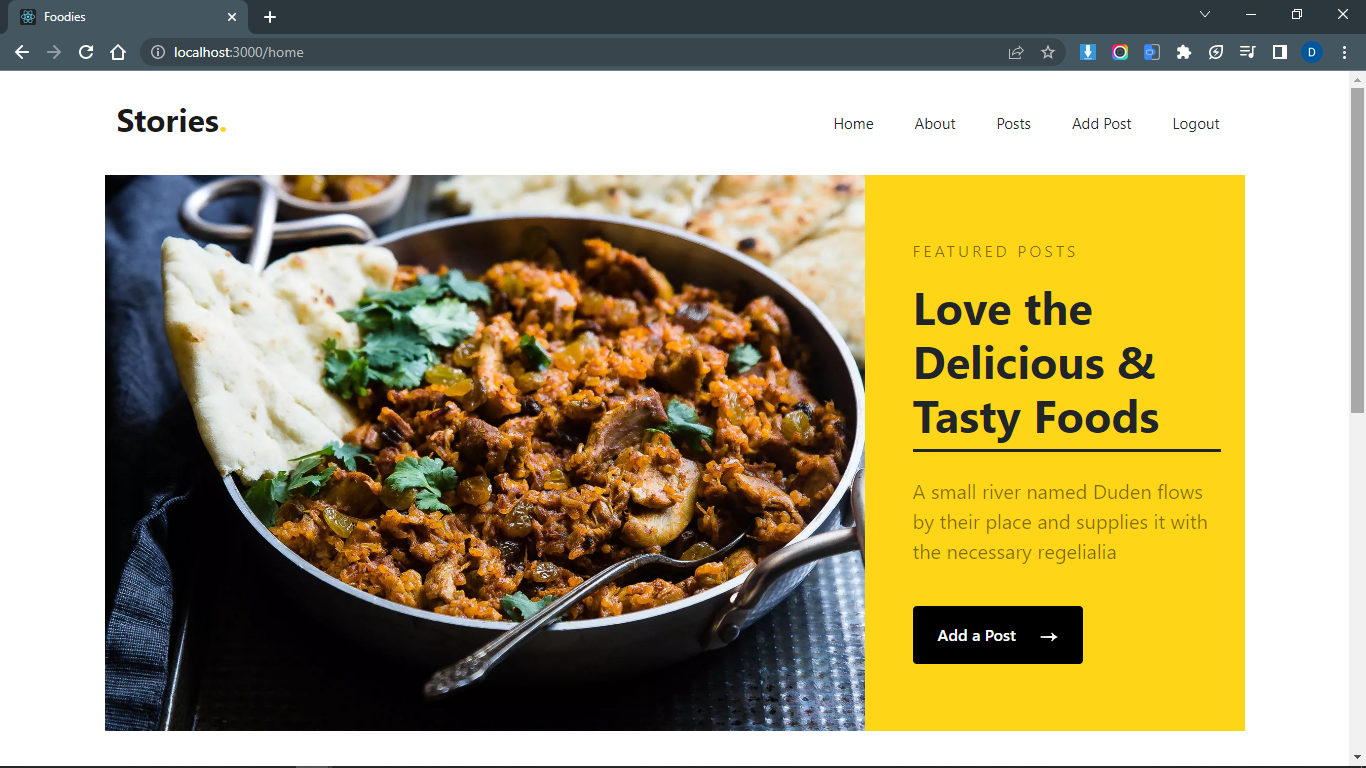 Foodies
localhost:3000/home
D
Stories.
Home About Posts Add Post Logout
FEATURED POSTS
Love the
Delicious &
Tasty Foods
A small river named Duden flows
by their place and supplies it with
the necessary regelialia
Add a Post →